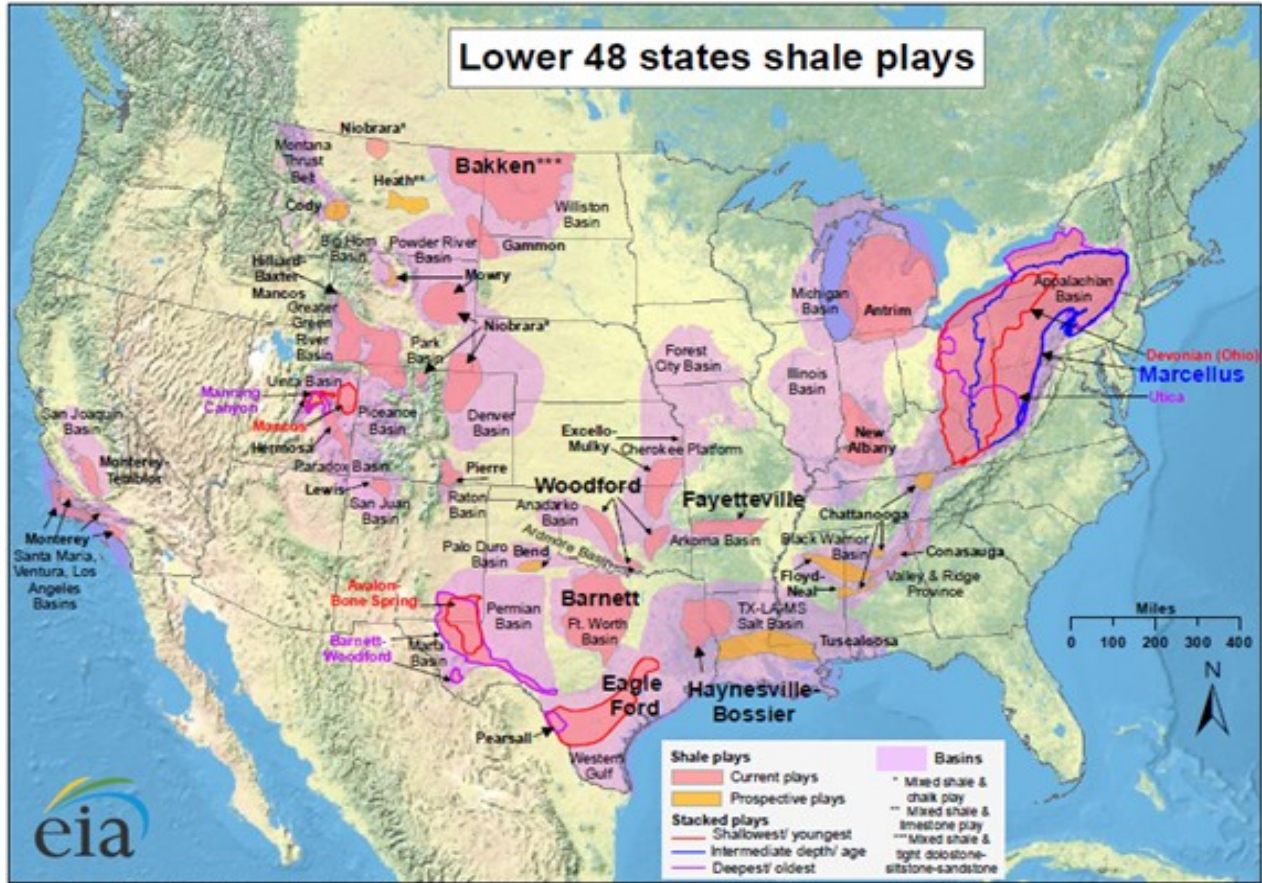 Lower 48 states shale plays
Niobrara*
Montana
Thrust
Belt
Bakken***
Heath**
Cody
Williston
Basin
Big Horn
Basin
Powder River
Basin
Gammon
Hilliard-
Baxter-
Mancos
Mowry
Greater
Green
River
Basin
Niobrara*
Park
Basin
Michigan
Basin
Antrim
Appalachian
Basin
Devonian (Ohio)
Marcellus
Utica
Forest
City Basin
Illinois
Basin
Uinta Basin
Manning
Canyon
Mancos
Piceance
Basin
Denver
Basin
San Joaquin
Basin
Hermosa
Excello-
Mulky
Cherokee Platform
New
Albany
Monterey-
Temblor
Paradox Basin
Pierre
Lewis
San Juan
Basin
Raton
Basin
Woodford
Anadarko
Basin
Fayetteville
Chattanooga
Monterey
Santa Maria,
Ventura, Los
Angeles
Basins
Palo Duro
Basin
Bend
Ardmore Basin
Arkoma Basin
Black Warrior
Basin
Conasauga
Floyd-
Neal
Valley & Ridge
Province
Avalon-
Bone Spring
Permian
Basin
Barnett
Ft. Worth
Basin
TX-LA-MS
Salt Basin
Tuscaloosa
Barnett-
Woodford
Marfa
Basin
Eagle
Ford
Haynesville-
Bossier
Pearsall
Western
Gulf
Miles
0 100 200 300 400
N
Shale plays
Current plays
Prospective plays
Stacked plays
Shallowest/ youngest
Intermediate depth/ age
Deepest/ oldest
Basins
* Mixed shale &
chalk play
** Mixed shale &
limestone play
***Mixed shale &
tight dolostone-
siltstone-sandstone
eia